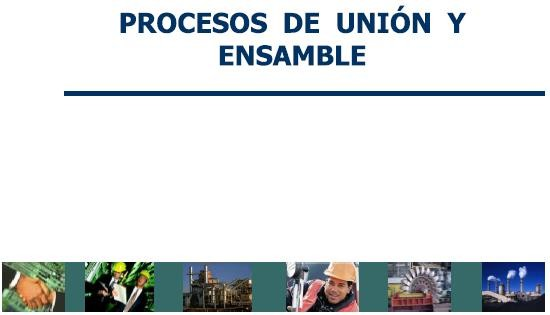 PROCESOS DE UNIÓN Y
ENSAMBLE